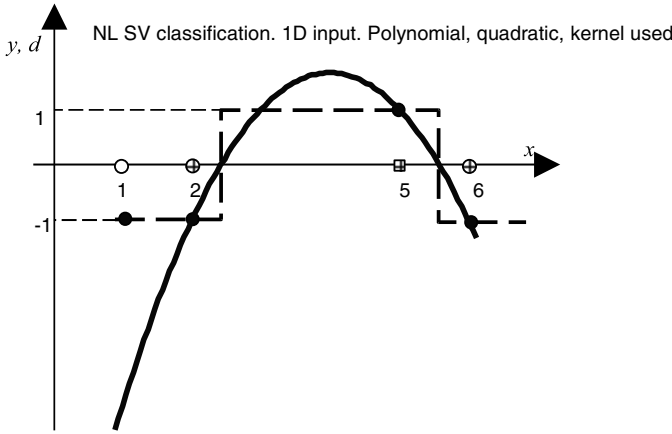 NL SV classification. 1D input. Polynomial, quadratic, kernel used
y, d
1
x
1 2 5 6
-1